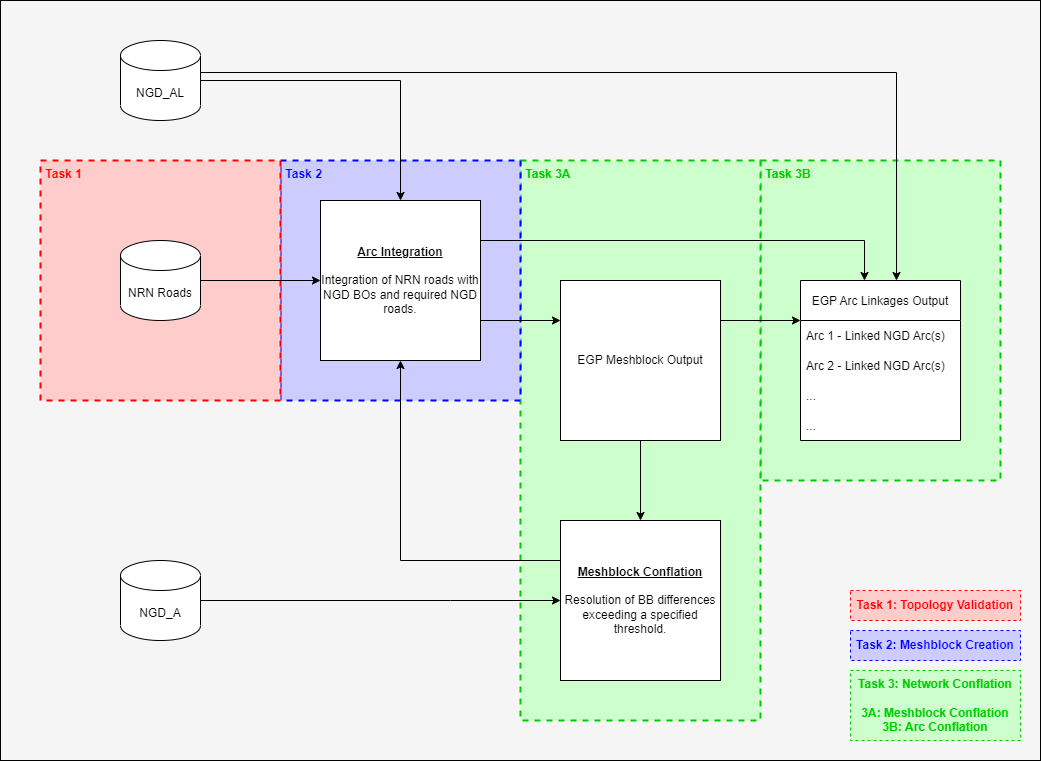 NGD_AL
Task 1
Task 2
Task 3A
Task 3B
NRN Roads
Arc Integration
Integration of NRN roads with
NGD BOs and required NGD
roads.
EGP Meshblock Output
EGP Arc Linkages Output
Arc 1 - Linked NGD Arc(s)
Arc 2 - Linked NGD Arc(s)
...
...
NGD_A
Meshblock Conflation
Resolution of BB differences
exceeding a specified
threshold.
Task 1: Topology Validation
Task 2: Meshblock Creation
Task 3: Network Conflation
3A: Meshblock Conflation
3B: Arc Conflation